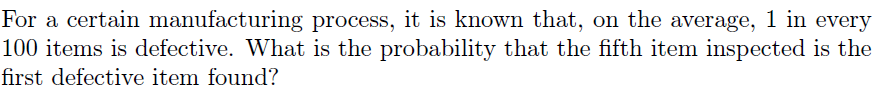 For a certain manufacturing process, it is known that, on the average, 1 in every
100 items is defective. What is the probability that the fifth item inspected is the
first defective item found?